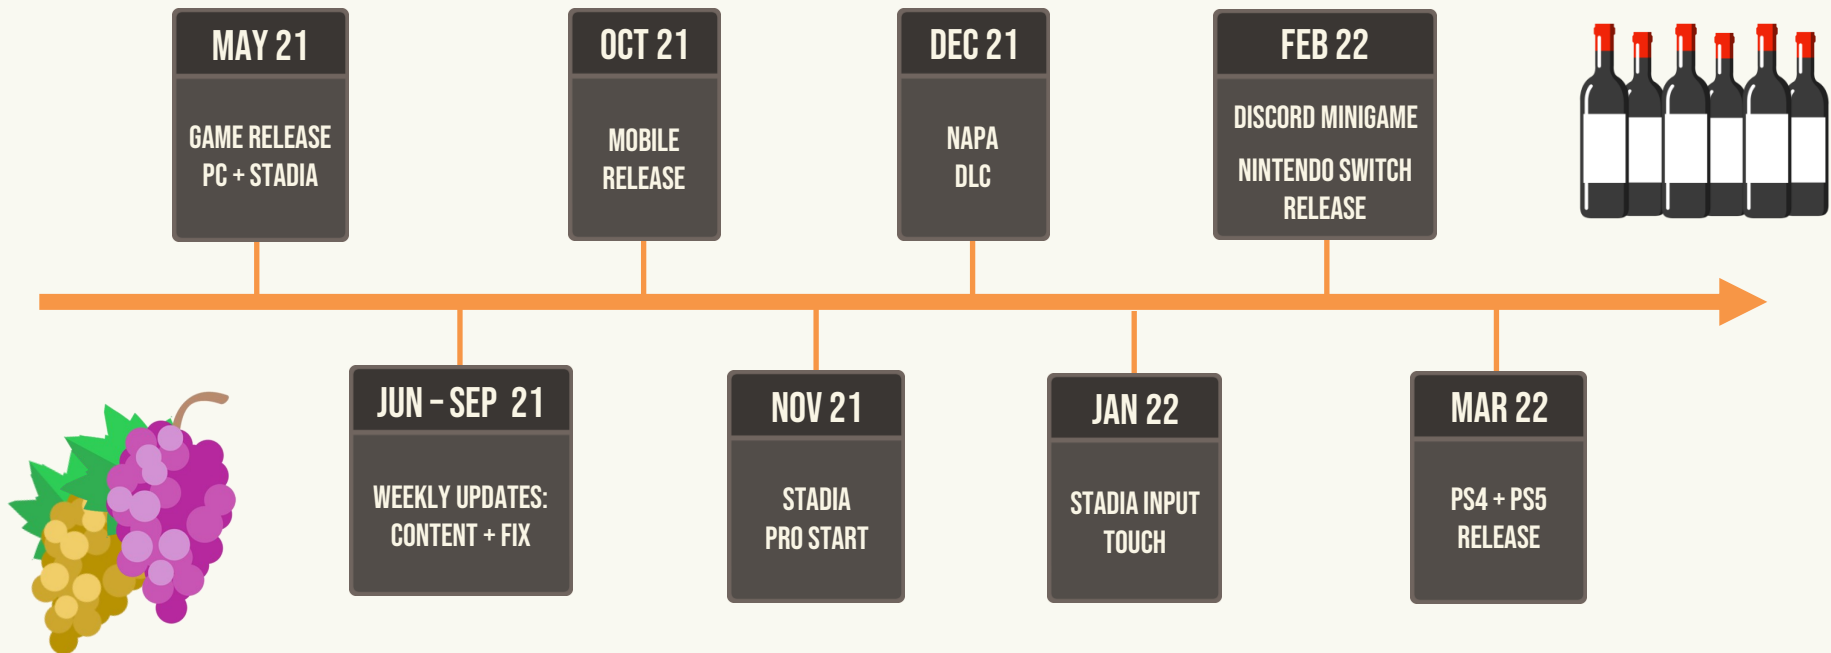 MAY 21
GAME RELEASE
PC + STADIA
JUN – SEP 21
WEEKLY UPDATES:
CONTENT + FIX
OCT 21
MOBILE
RELEASE
NOV 21
STADIA
PRO START
DEC 21
NAPA
DLC
JAN 22
STADIA INPUT
TOUCH
FEB 22
DISCORD MINIGAME
NINTENDO SWITCH
RELEASE
MAR 22
PS4 + PS5
RELEASE